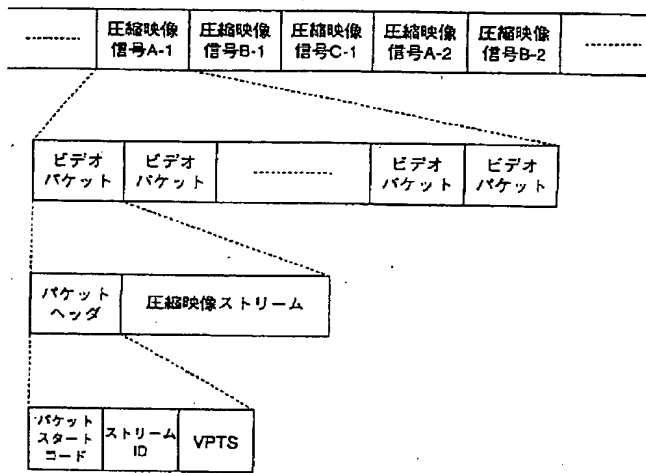 圧縮映像
信号A-1
圧縮映像
信号B-1
圧縮映像
信号C-1
圧縮映像
信号A-2
圧縮映像
信号B-2
ビデオ
パケット
ビデオ
パケット
ビデオ
パケット
ビデオ
パケット
パケット
ヘッダ
圧縮映像ストリーム
パケット
スタート
コード
ストリーム
ID
VPTS